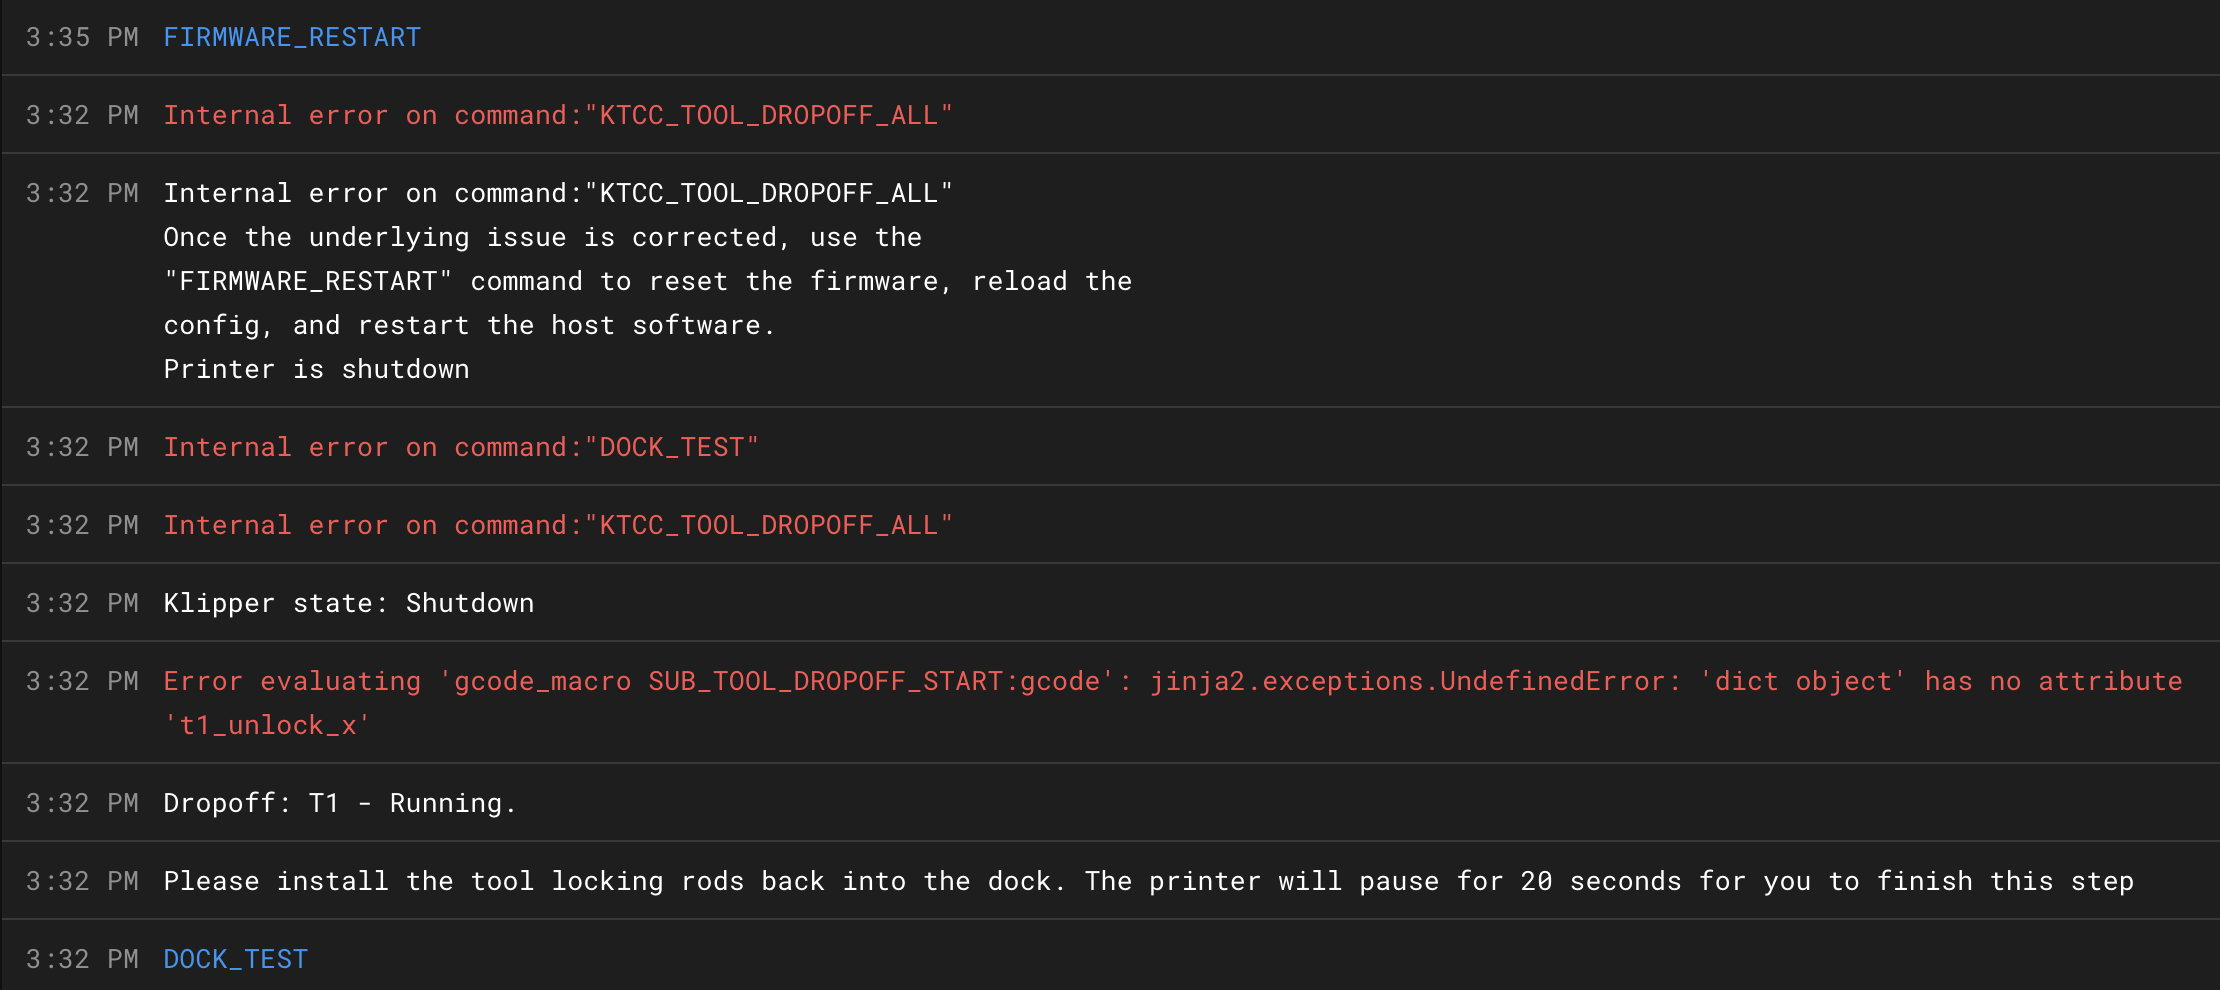 3:35 PM FIRMWARE_RESTART
3:32 PM Internal error on command:"KTCC_TOOL_DROPOFF_ALL"
3:32 PM Internal error on command:"KTCC_TOOL_DROPOFF_ALL"
Once the underlying issue is corrected, use the
"FIRMWARE_RESTART" command to reset the firmware, reload the
config, and restart the host software.
Printer is shutdown
3:32 PM Internal error on command:"DOCK_TEST"
3:32 PM Internal error on command:"KTCC_TOOL_DROPOFF_ALL"
3:32 PM Klipper state: Shutdown
3:32 PM Error evaluating 'gcode_macro SUB_TOOL_DROPOFF_START:gcode': jinja2.exceptions.UndefinedError: 'dict object' has no attribute
't1_unlock_x'
3:32 PM Dropoff: T1 - Running.
3:32 PM Please install the tool locking rods back into the dock. The printer will pause for 20 seconds for you to finish this step
3:32 PM DOCK_TEST